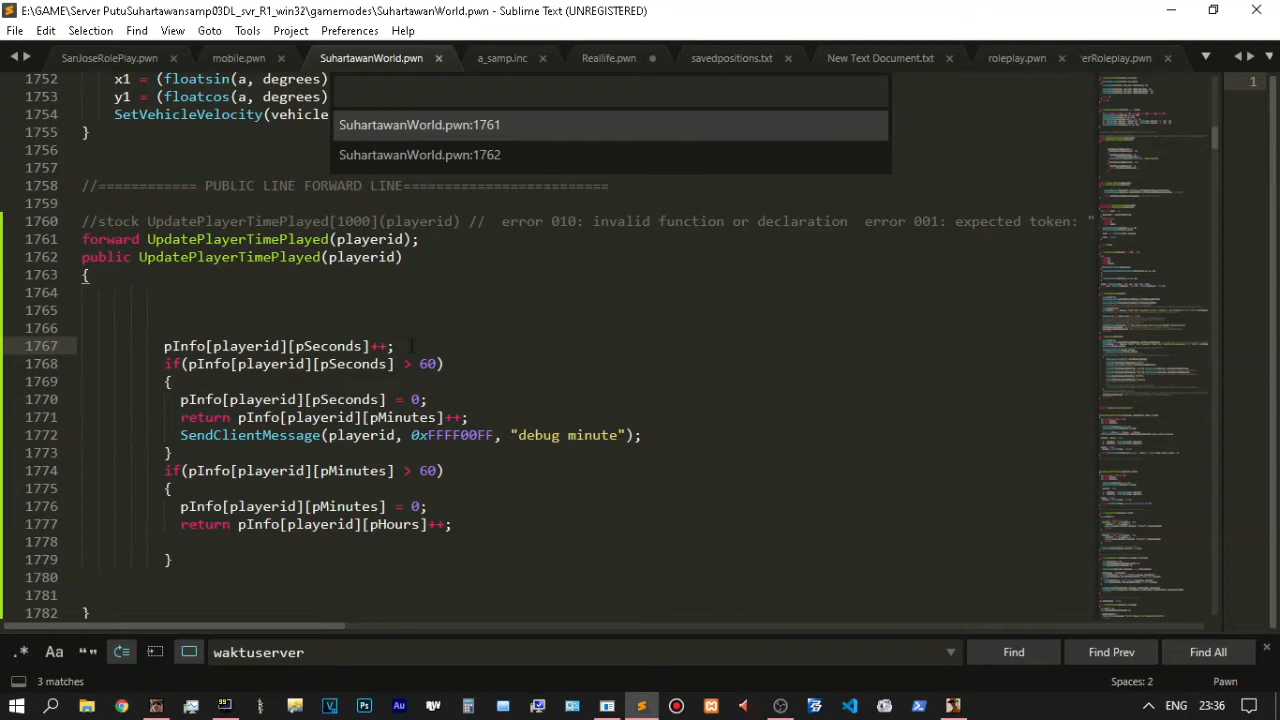 E:\GAME\Server PutuSuhartawansamp03DL_svr_R1_win32\gamemodes\SuhartawanWorld.pwn - Sublime Text (UNREGISTERED)
File Edit Selection Find View Goto Tools Project Preferences Help
SanJoseRolePlay.pwn mobile.pwn SuhartawanWorld.pwn a_samp.inc Reallife.pwn savedpositions.txt New Text Document.txt roleplay.pwn erRoleplay.pwn
1752 x1 = (floatsin(a, degrees)
1753 y1 = (floatcos(a, degrees)
1754 SetVehicleVelocity(vehicle
1755 }
SuhartawanWorld.pwn:1761
SuhartawanWorld.pwn:1762
1
1756
1757
1758 //============ PUBLIC LINE FORWARD LINE=========================
1759
1760 //stock UpdatePlayerTimePlayed[1000](playerid) // error 010: invalid function or declaration error 001: expected token: "
1761 forward UpdatePlayerTimePlayed(playerid);
1762 public UpdatePlayerTimePlayed(playerid)
1763 {
1764
1765
1766
1767 pInfo[playerid][pSeconds]++;
1768 if(pInfo[playerid][pSeconds] > 60)
1769 {
1770 pInfo[playerid][pSeconds] = 0;
1771 return pInfo[playerid][pMinutes]++;
1772 SendClientMessage(playerid, 0xFFFF00FF, "debug minute");
1773 }
1774 if(pInfo[playerid][pMinutes] > 60)
1775 {
1776 pInfo[playerid][pMinutes] = 0;
1777 return pInfo[playerid][pHours]++;
1778
1779 }
1780
1781
1782 }
.* Aa “” waktuserver Find Find Prev Find All
3 matches Spaces: 2 Pawn
ENG 23:36